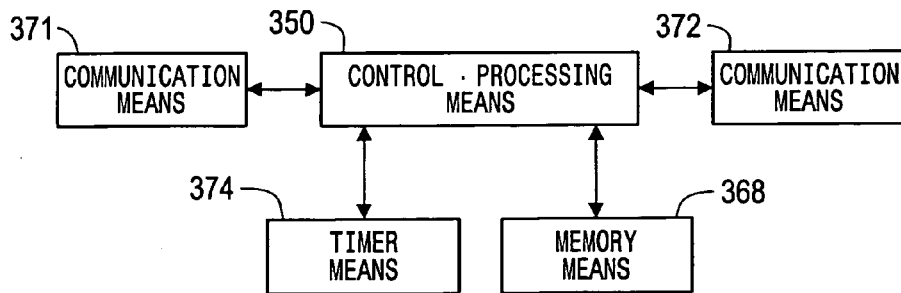 371
350
372
COMMUNICATION
MEANS
CONTROL · PROCESSING
MEANS
COMMUNICATION
MEANS
374
368
TIMER
MEANS
MEMORY
MEANS